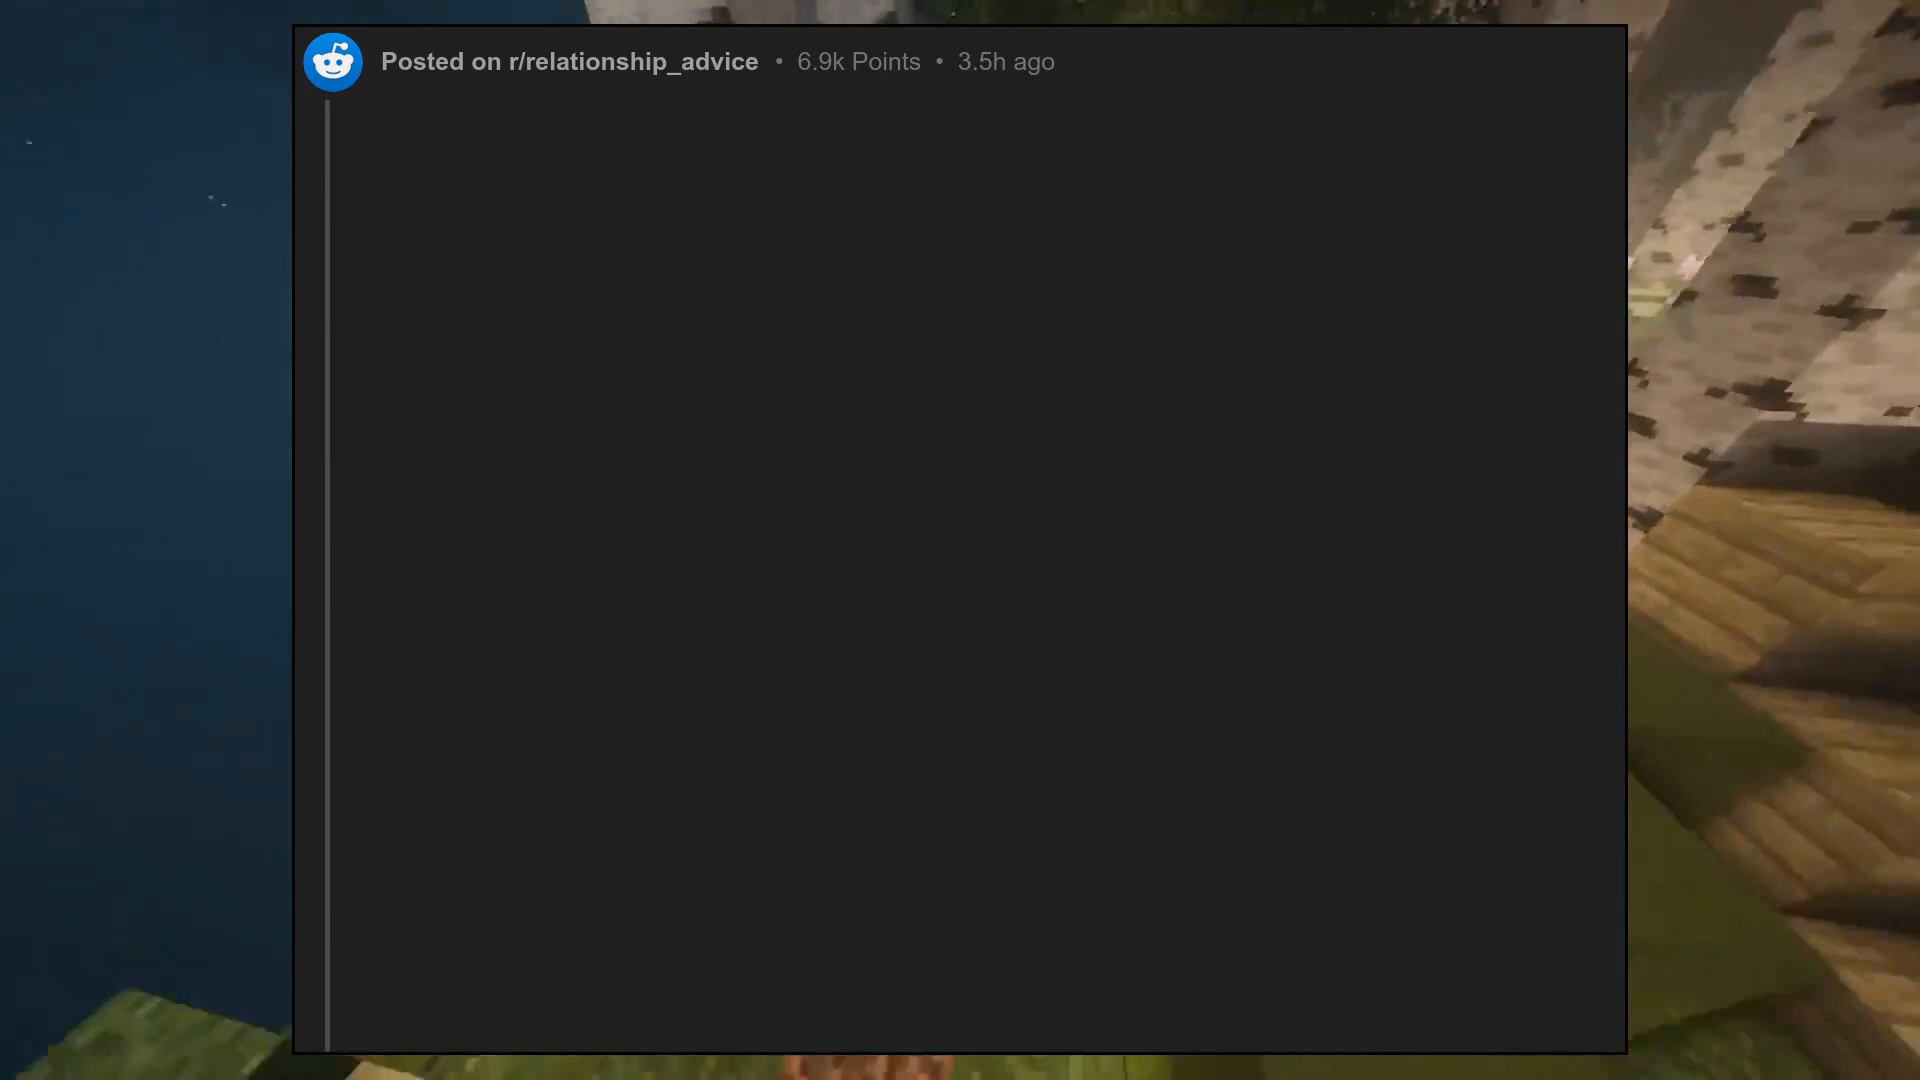 Posted on r/relationship_advice • 6.9k Points • 3.5h ago